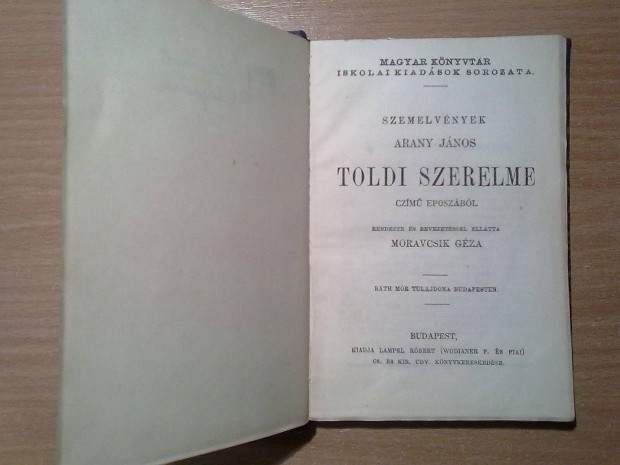 MAGYAR KÖNYVTÁR
ISKOLAI KIADÁSOK SOROZATA.
SZEMELVÉNYEK
ARANY JÁNOS
TOLDI SZERELME
CZÍMŰ EPOSZÁBÓL
RENDEZTE ÉS BEVEZETÉSSEL ELLÁTTA
MORAVCSIK GÉZA
RÁTH MÓR TULAJDONA BUDAPESTEN.
BUDAPEST,
KIADJA LAMPEL RÓBERT (WODIANER F. ÉS FIAI)
CS. ÉS KIR. UDV. KÖNYVKERESKEDÉSE.